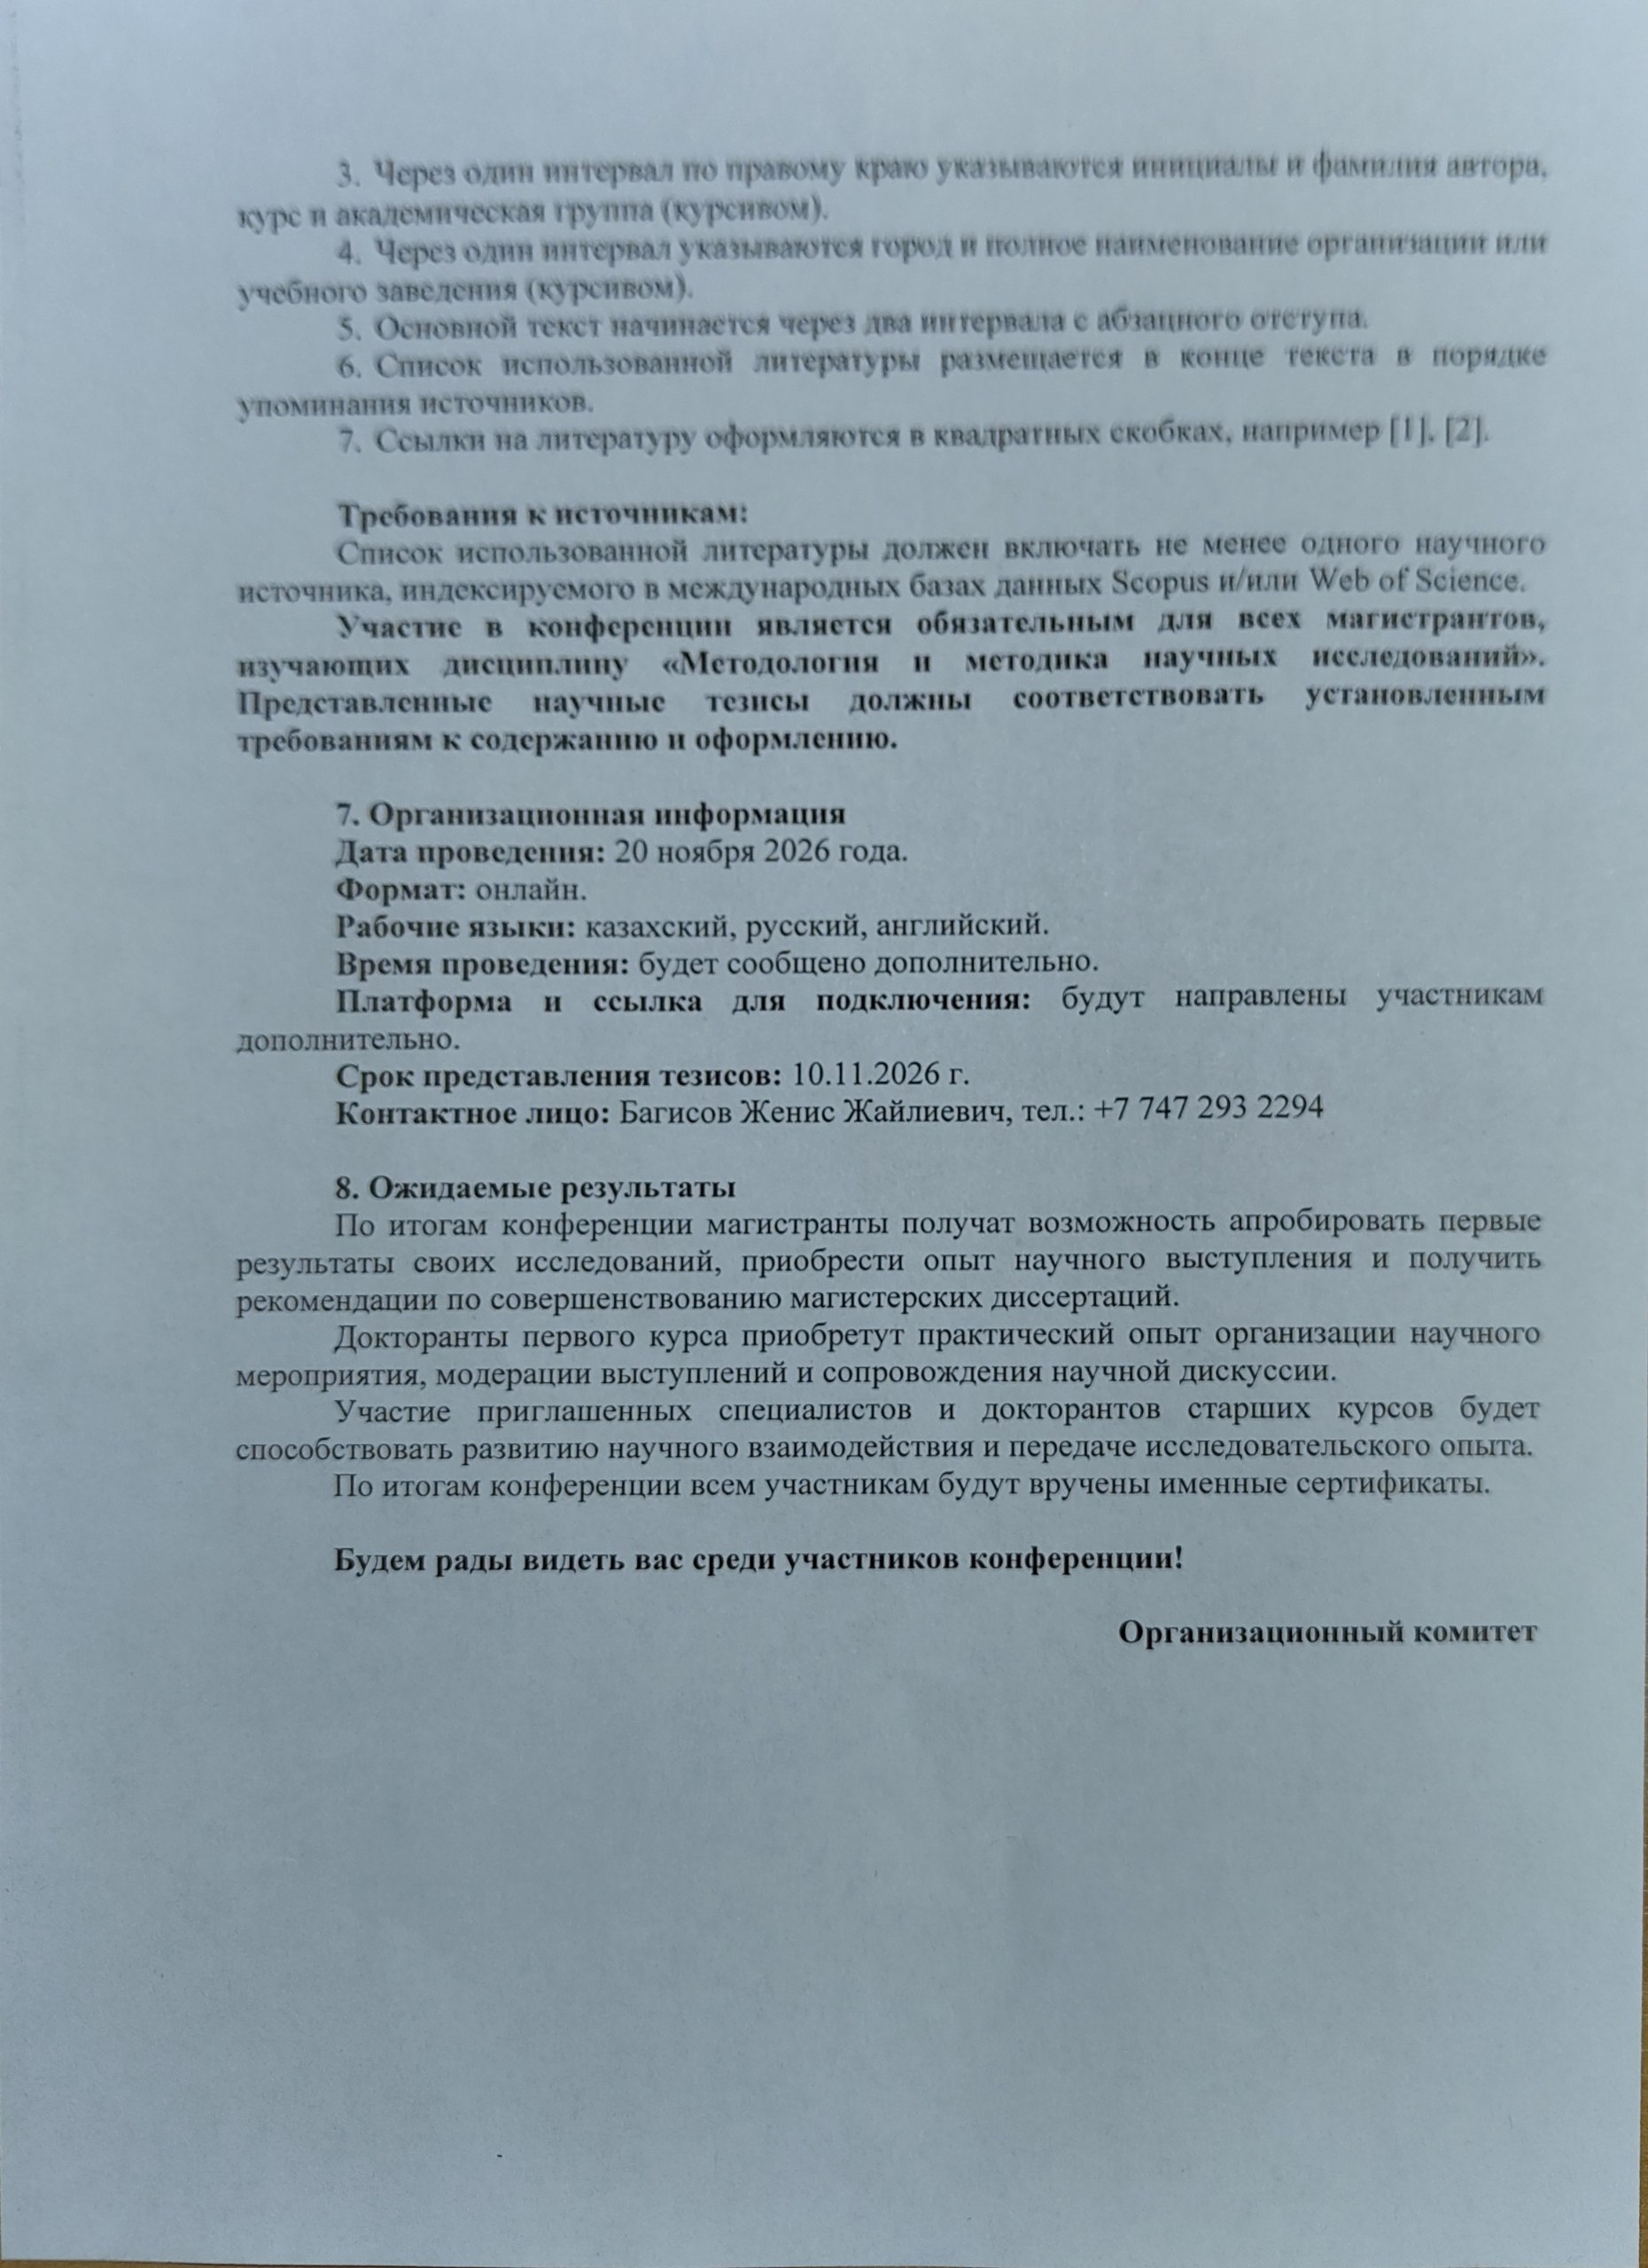 3. Через один интервал по правому краю указываются инициалы и фамилия автора,
курс и академическая группа (курсивом).
4. Через один интервал указываются город и полное наименование организации или
учебного заведения (курсивом).
5. Основной текст начинается через два интервала с абзацного отступа.
6. Список использованной литературы размещается в конце текста в порядке
упоминания источников.
7. Ссылки на литературу оформляются в квадратных скобках, например [1], [2].
Требования к источникам:
Список использованной литературы должен включать не менее одного научного
источника, индексируемого в международных базах данных Scopus и/или Web of Science.
Участие в конференции является обязательным для всех магистрантов,
изучающих дисциплину «Методология и методика научных исследований».
Представленные научные тезисы должны соответствовать установленным
требованиям к содержанию и оформлению.
7. Организационная информация
Дата проведения: 20 ноября 2026 года.
Формат: онлайн.
Рабочие языки: казахский, русский, английский.
Время проведения: будет сообщено дополнительно.
Платформа и ссылка для подключения: будут направлены участникам
дополнительно.
Срок представления тезисов: 10.11.2026 г.
Контактное лицо: Багисов Женис Жайлиевич, тел.: +7 747 293 2294
8. Ожидаемые результаты
По итогам конференции магистранты получат возможность апробировать первые
результаты своих исследований, приобрести опыт научного выступления и получить
рекомендации по совершенствованию магистерских диссертаций.
Докторанты первого курса приобретут практический опыт организации научного
мероприятия, модерации выступлений и сопровождения научной дискуссии.
Участие приглашенных специалистов и докторантов старших курсов будет
способствовать развитию научного взаимодействия и передаче исследовательского опыта.
По итогам конференции всем участникам будут вручены именные сертификаты.
Будем рады видеть вас среди участников конференции!
Организационный комитет